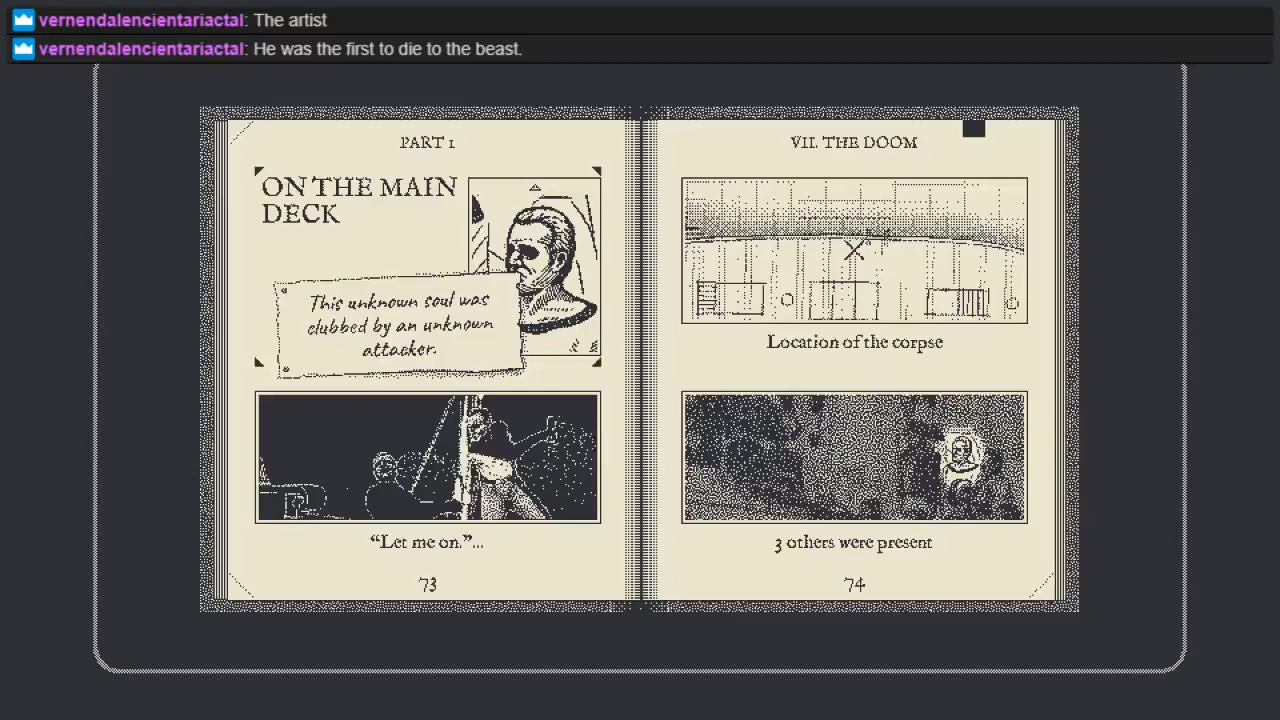 vernendalencientariactal: The artist
vernendalencientariactal: He was the first to die to the beast.
PART 1
ON THE MAIN
DECK
This unknown soul was
clubbed by an unknown
attacker.
"Let me on."...
73
VII. THE DOOM
Location of the corpse
3 others were present
74